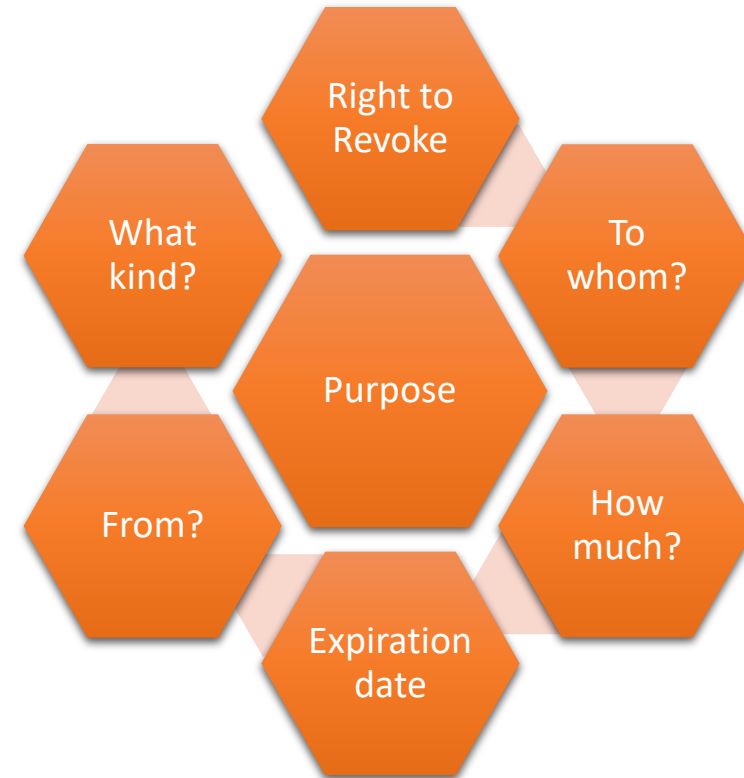 Right to
Revoke
To
whom?
How
much?
Expiration
date
From?
What
kind?
Purpose